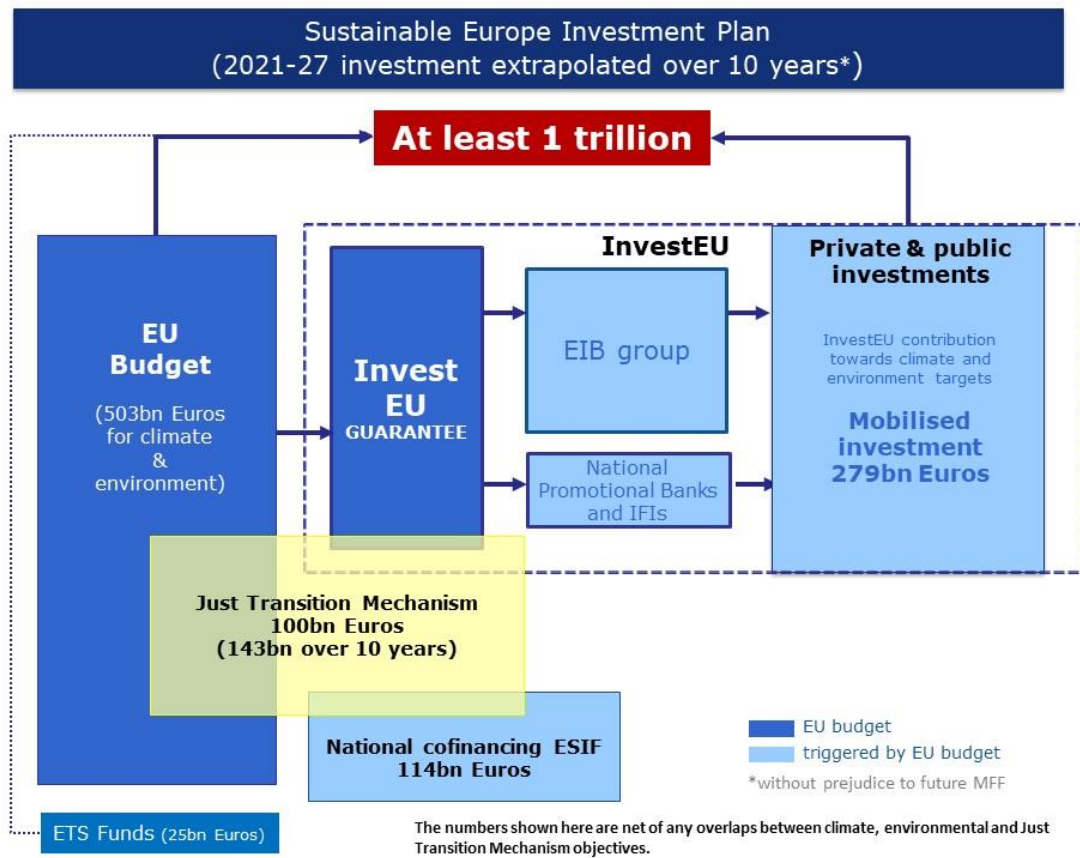 Sustainable Europe Investment Plan
(2021-27 investment extrapolated over 10 years*)
At least 1 trillion
EU
Budget
(503bn Euros
for climate
&
environment)
Invest
EU
GUARANTEE
InvestEU
EIB group
National
Promotional Banks
and IFIs
Private & public
investments
InvestEU contribution
towards climate and
environment targets
Mobilised
investment
279bn Euros
Just Transition Mechanism
100bn Euros
(143bn over 10 years)
National cofinancing ESIF
114bn Euros
EU budget
triggered by EU budget
*without prejudice to future MFF
ETS Funds (25bn Euros)
The numbers shown here are net of any overlaps between climate, environmental and Just
Transition Mechanism objectives.